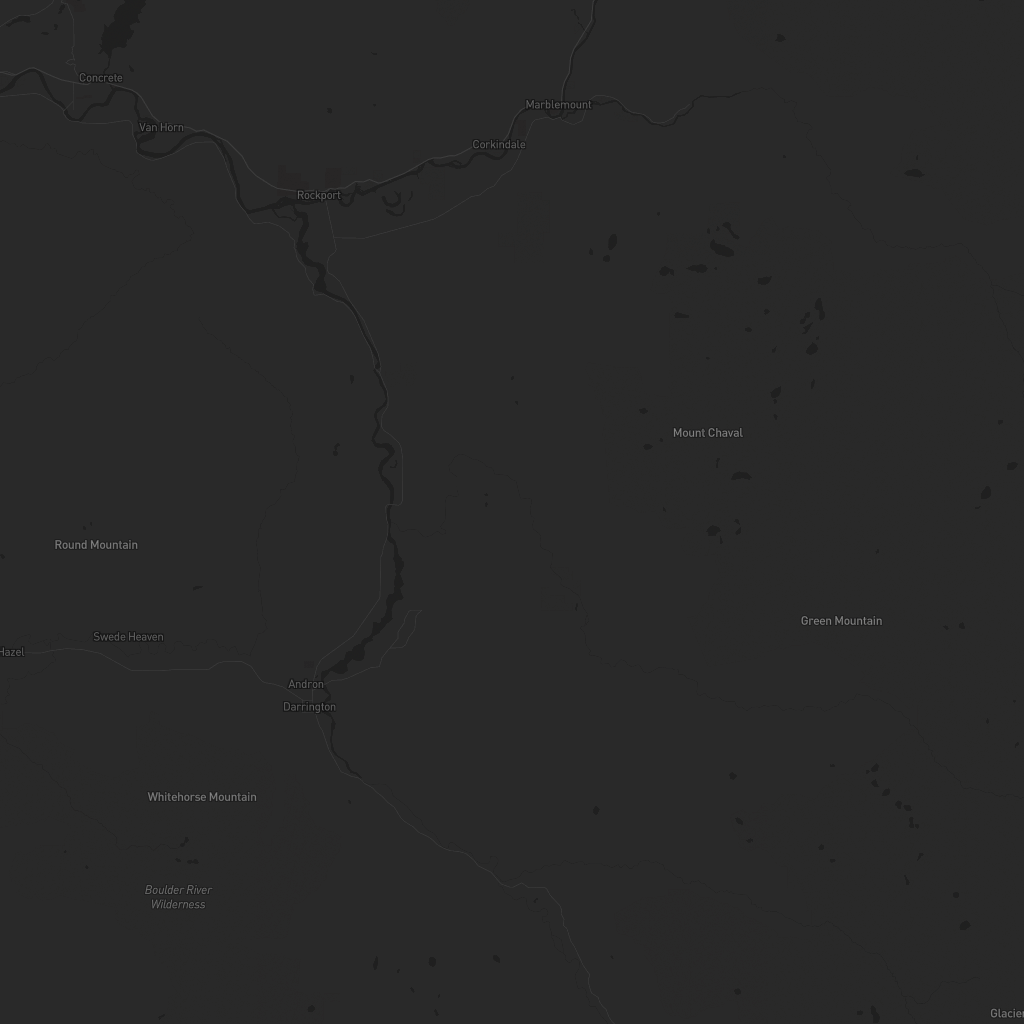 Concrete
Marblemount
Van Horn
Corkindale
Rockport
Mount Chaval
Round Mountain
Green Mountain
Swede Heaven
Hazel
Andron
Darrington
Whitehorse Mountain
Boulder River
Wilderness
Glacier